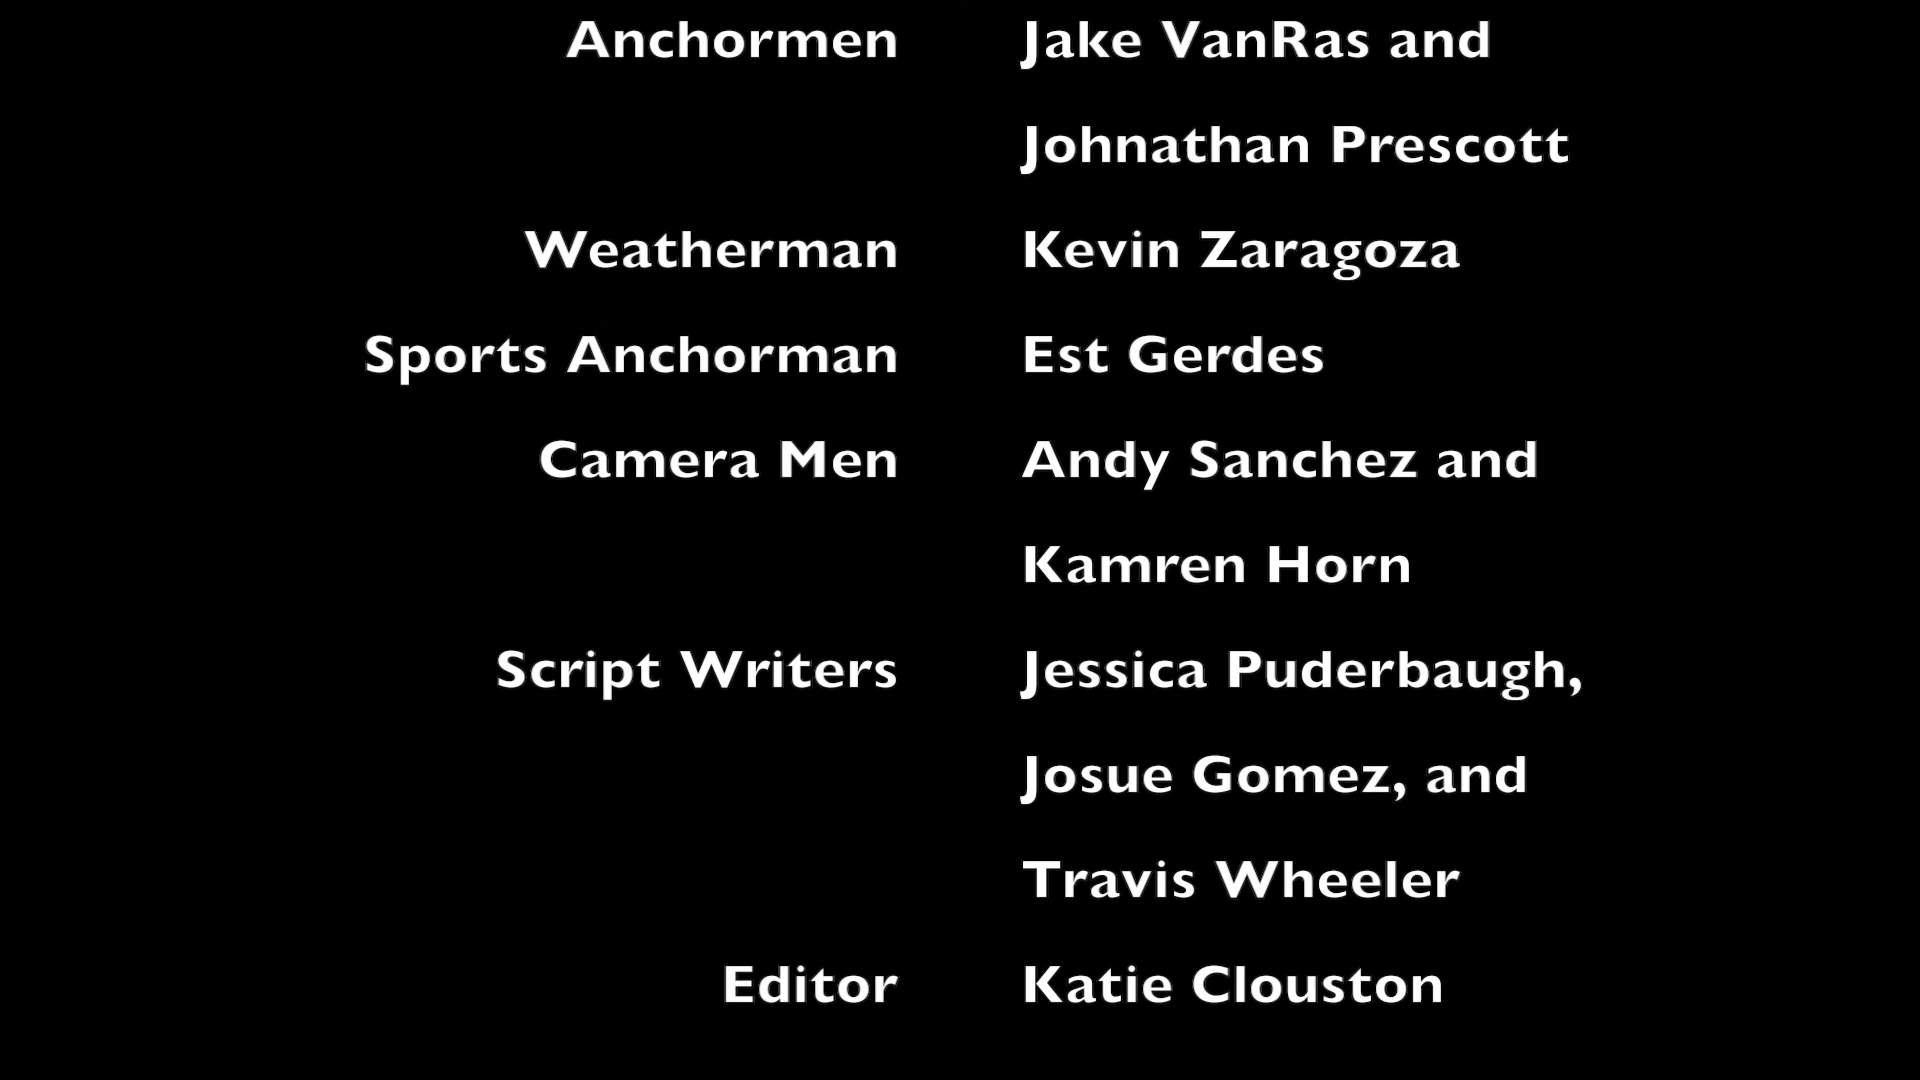 Anchormen Jake VanRas and
Johnathan Prescott
Weatherman Kevin Zaragoza
Sports Anchorman Est Gerdes
Camera Men Andy Sanchez and
Kamren Horn
Script Writers Jessica Puderbaugh,
Josue Gomez, and
Travis Wheeler
Editor Katie Clouston